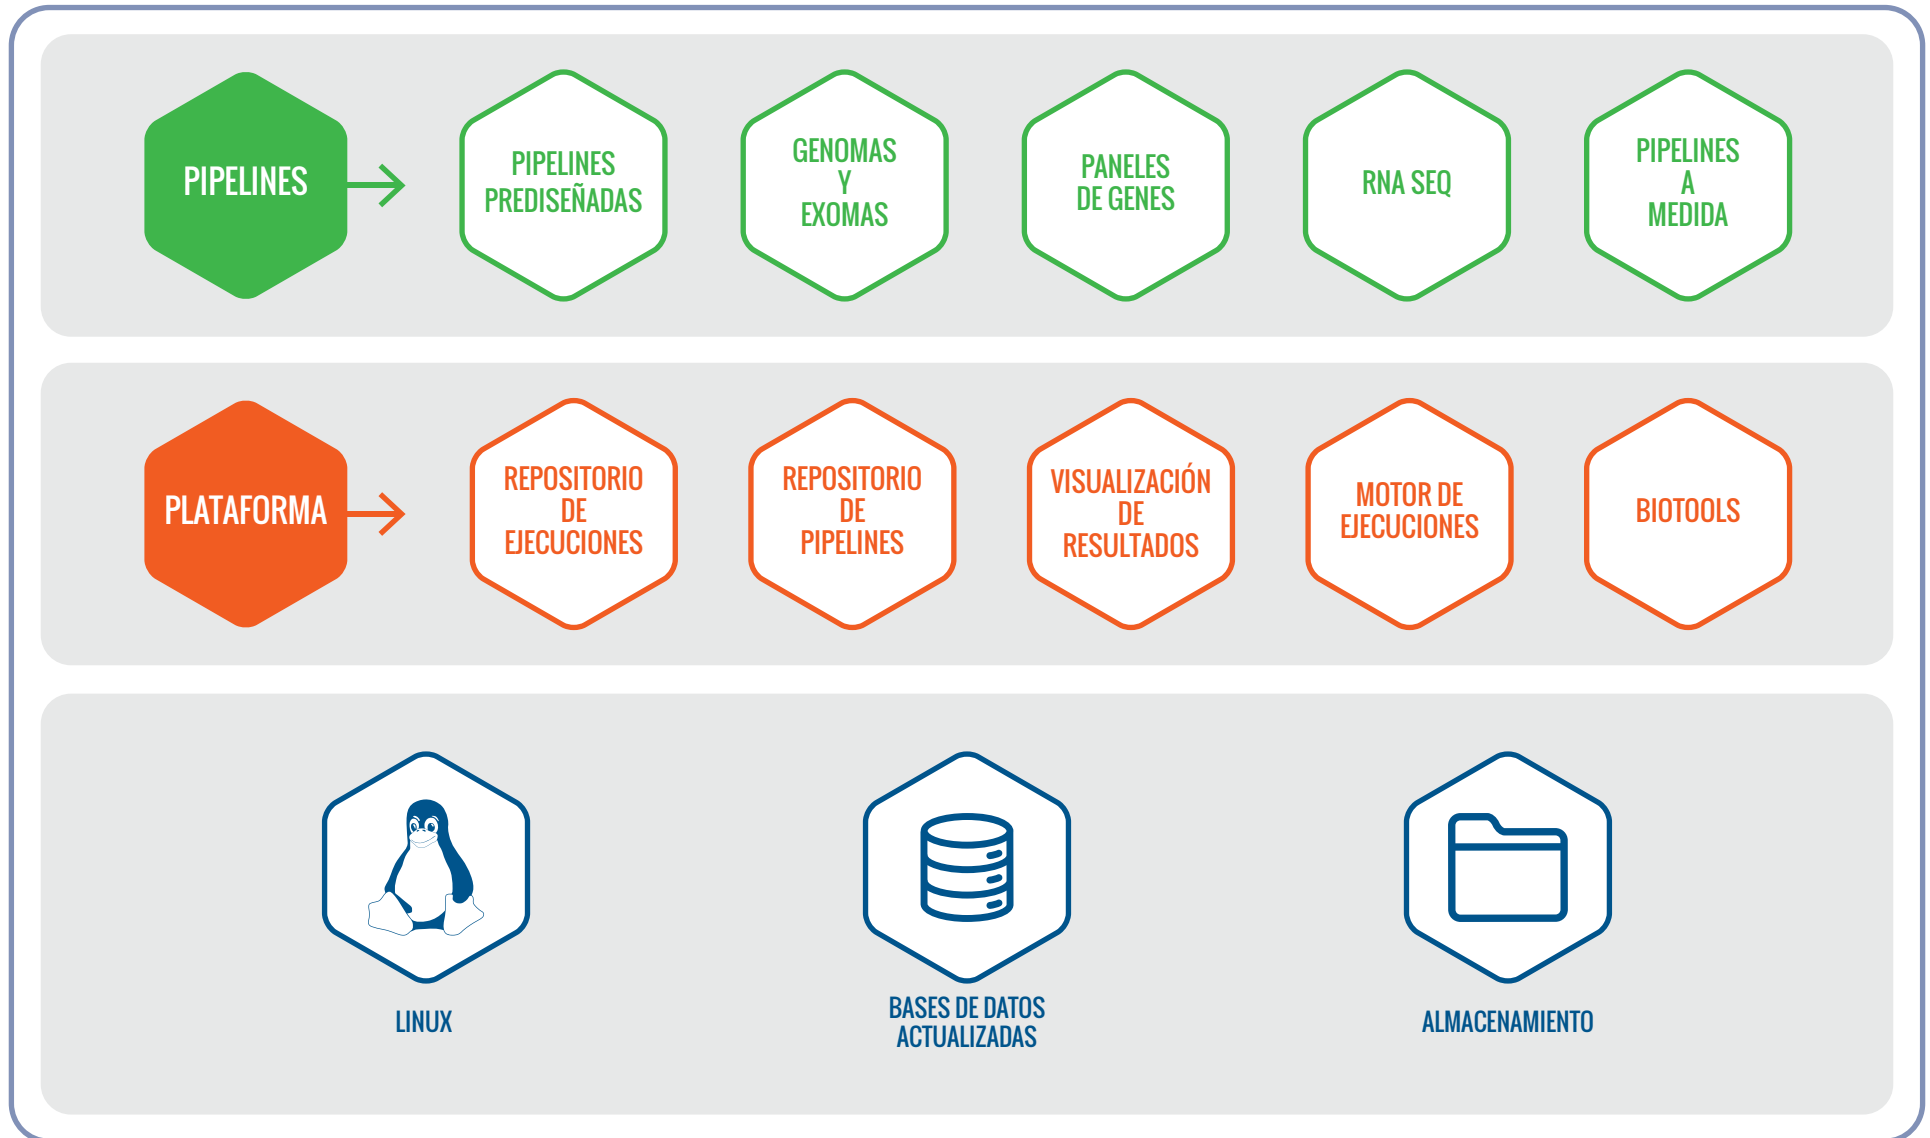 PIPELINES
PIPELINES
PREDISEÑADAS
GENOMAS
Y
EXOMAS
PANELES
DE GENES
RNA SEQ
PIPELINES
A
MEDIDA
PLATAFORMA
REPOSITORIO
DE
EJECUCIONES
REPOSITORIO
DE
PIPELINES
VISUALIZACIÓN
DE
RESULTADOS
MOTOR DE
EJECUCIONES
BIOTOOLS
LINUX
BASES DE DATOS
ACTUALIZADAS
ALMACENAMIENTO